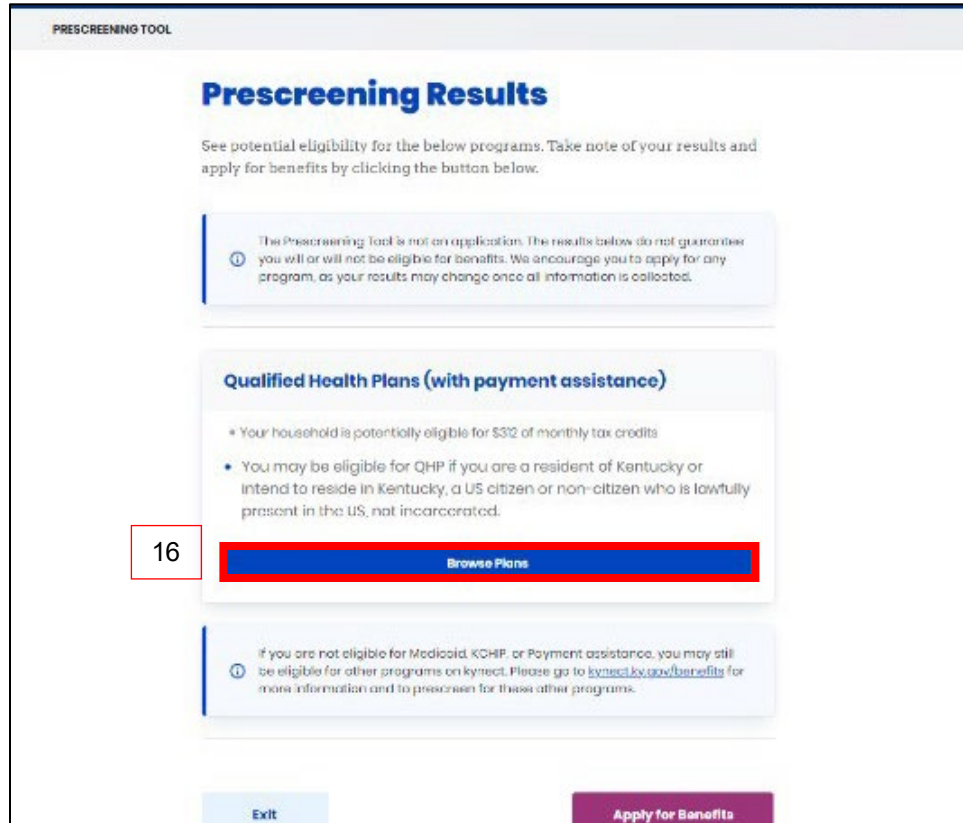 PRESCREENING TOOL
Prescreening Results
See potential eligibility for the below programs. Take note of your results and
apply for benefits by clicking the button below.
The Prescreening Tool is not an application. The results below do not guarantee
you will or will not be eligible for benefits. We encourage you to apply for any
program, as your results may change once all information is collected.
Qualified Health Plans (with payment assistance)
• Your household is potentially eligible for $312 of monthly tax credits
• You may be eligible for QHP if you are a resident of Kentucky or
intend to reside in Kentucky, a US citizen or non-citizen who is lawfully
present in the US, not incarcerated.
16
Browse Plans
If you are not eligible for Medicaid, KCHIP, or Payment assistance, you may still
be eligible for other programs on kynect. Please go to kynect.ky.gov/benefits for
more information and to prescreen for these other programs.
Exit
Apply for Benefits